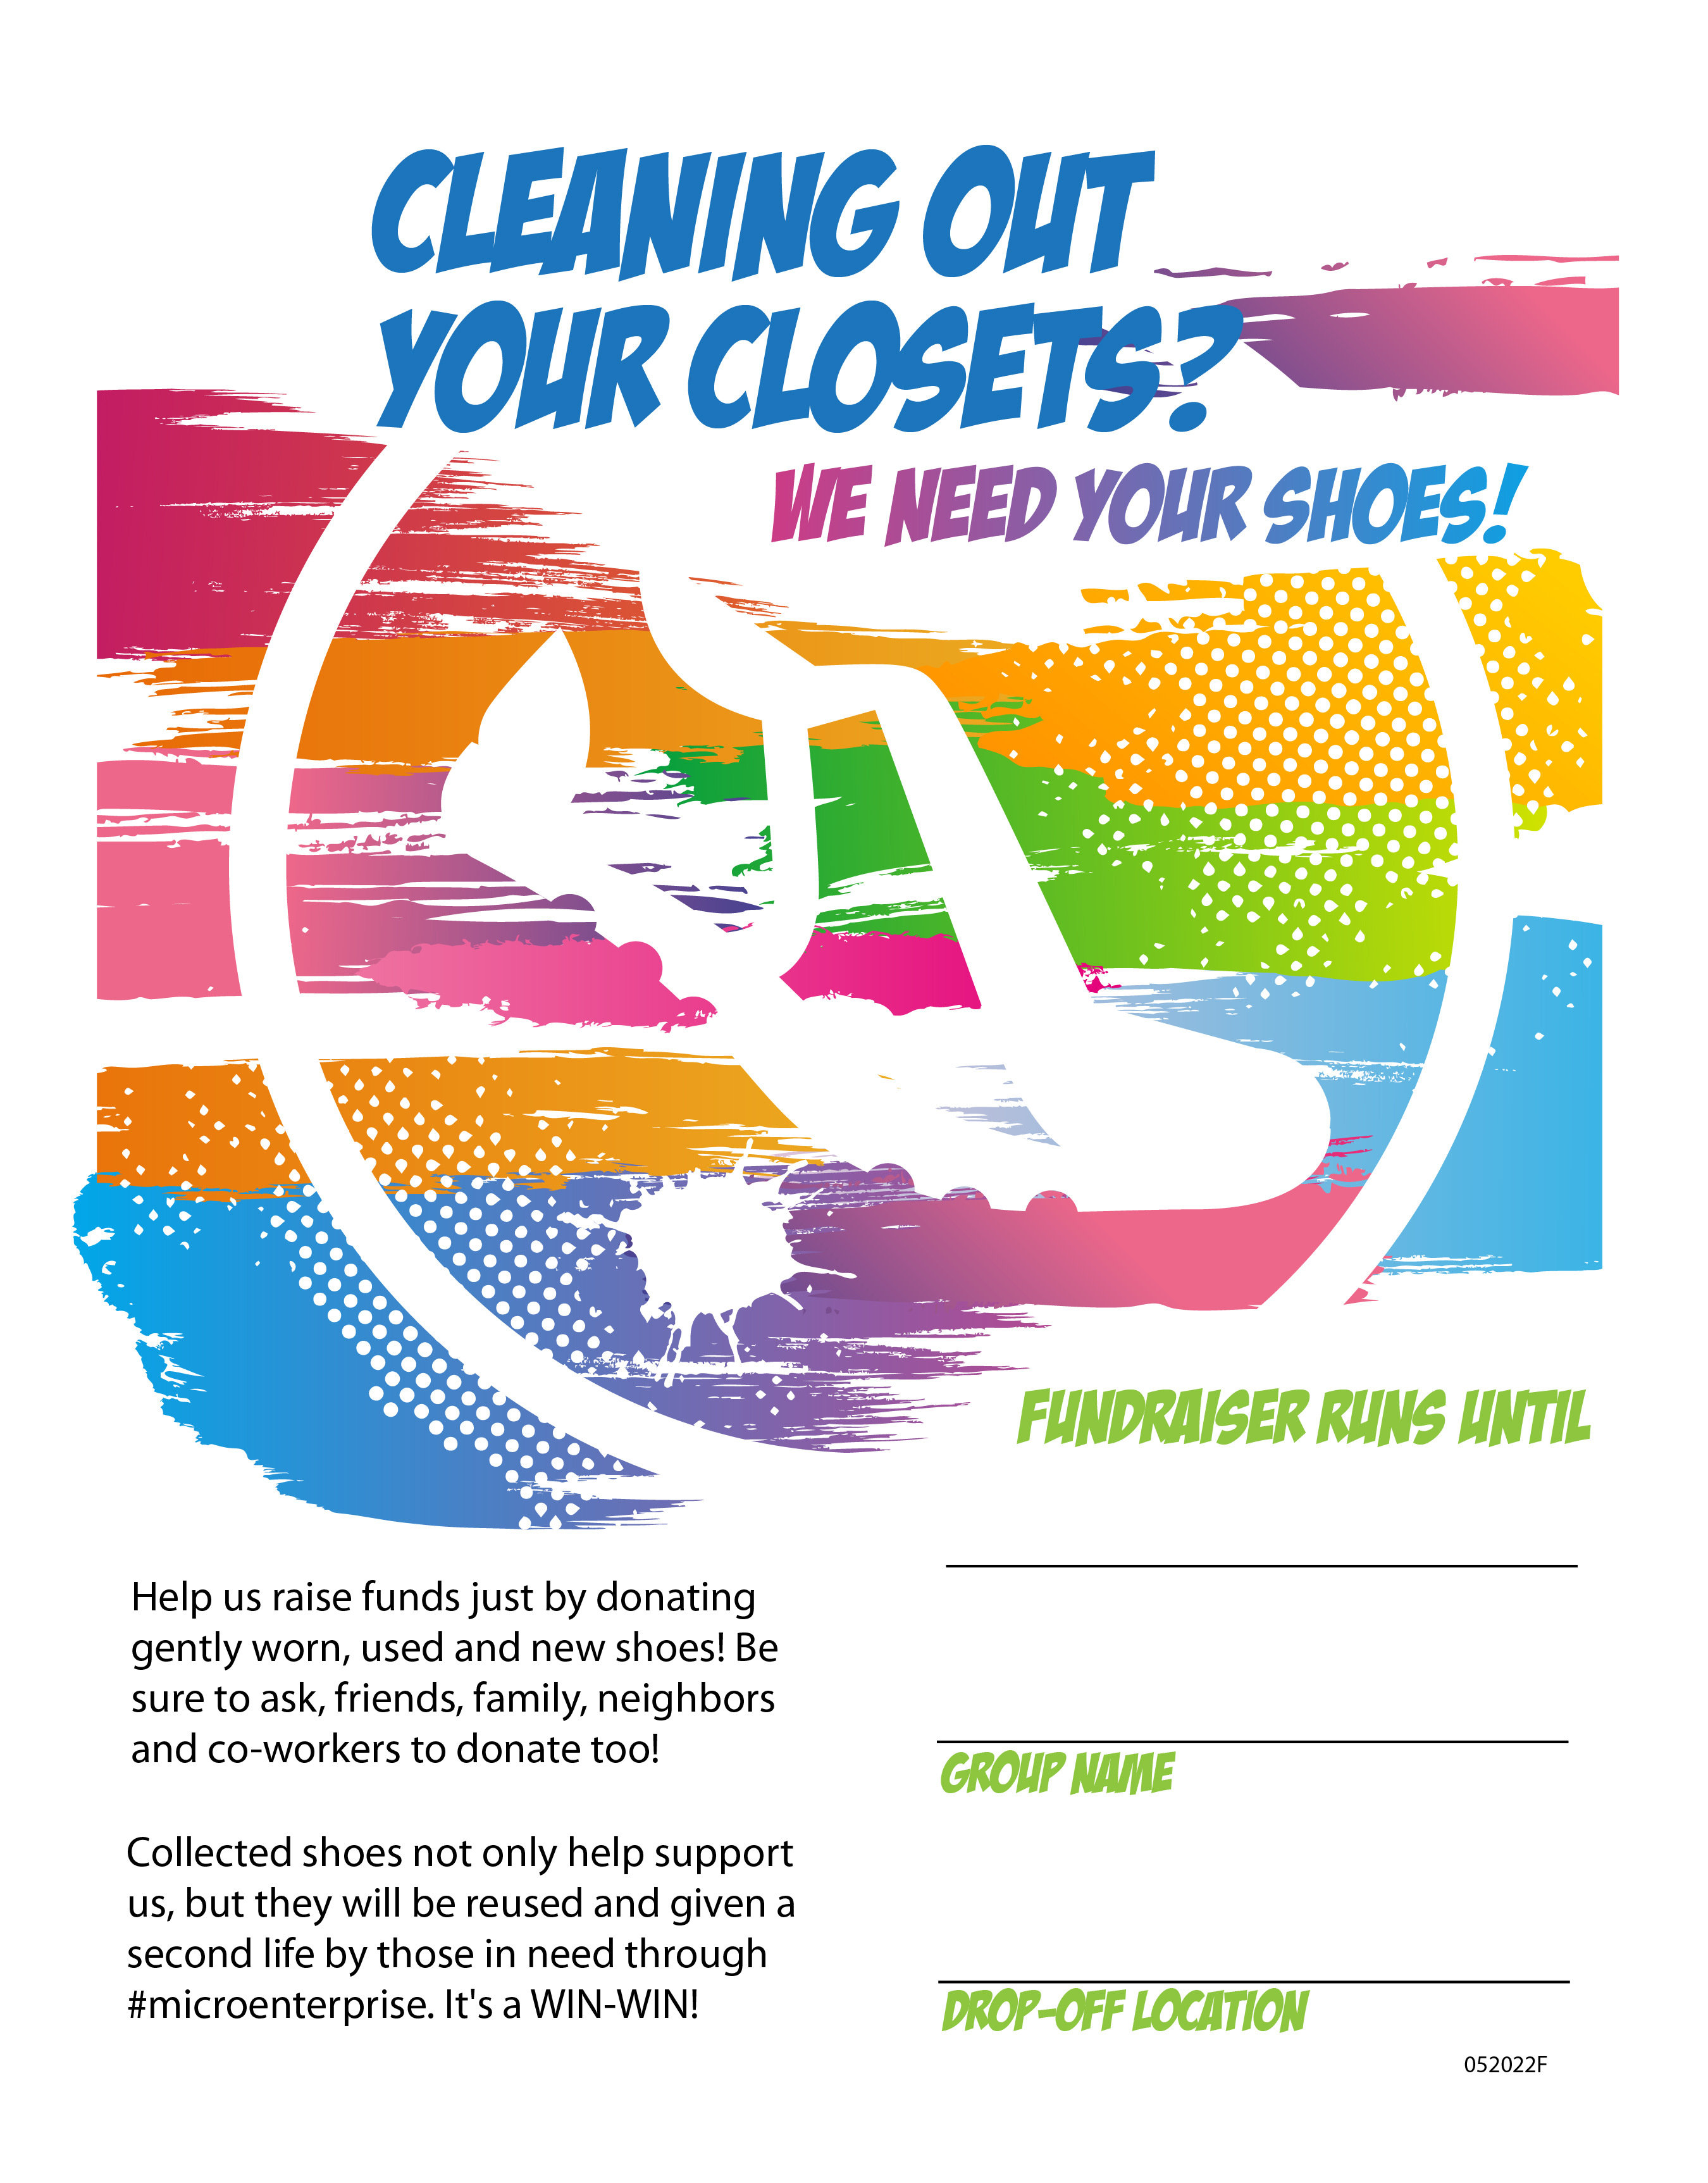 CLEANING OUT
YOUR CLOSETS?
WE NEED YOUR SHOES!
FUNDRAISER RUNS UNTIL
Help us raise funds just by donating
gently worn, used and new shoes! Be
sure to ask, friends, family, neighbors
and co-workers to donate too!
Collected shoes not only help support
us, but they will be reused and given a
second life by those in need through
#microenterprise. It's a WIN-WIN!
GROUP NAME
DROP-OFF LOCATION
052022F